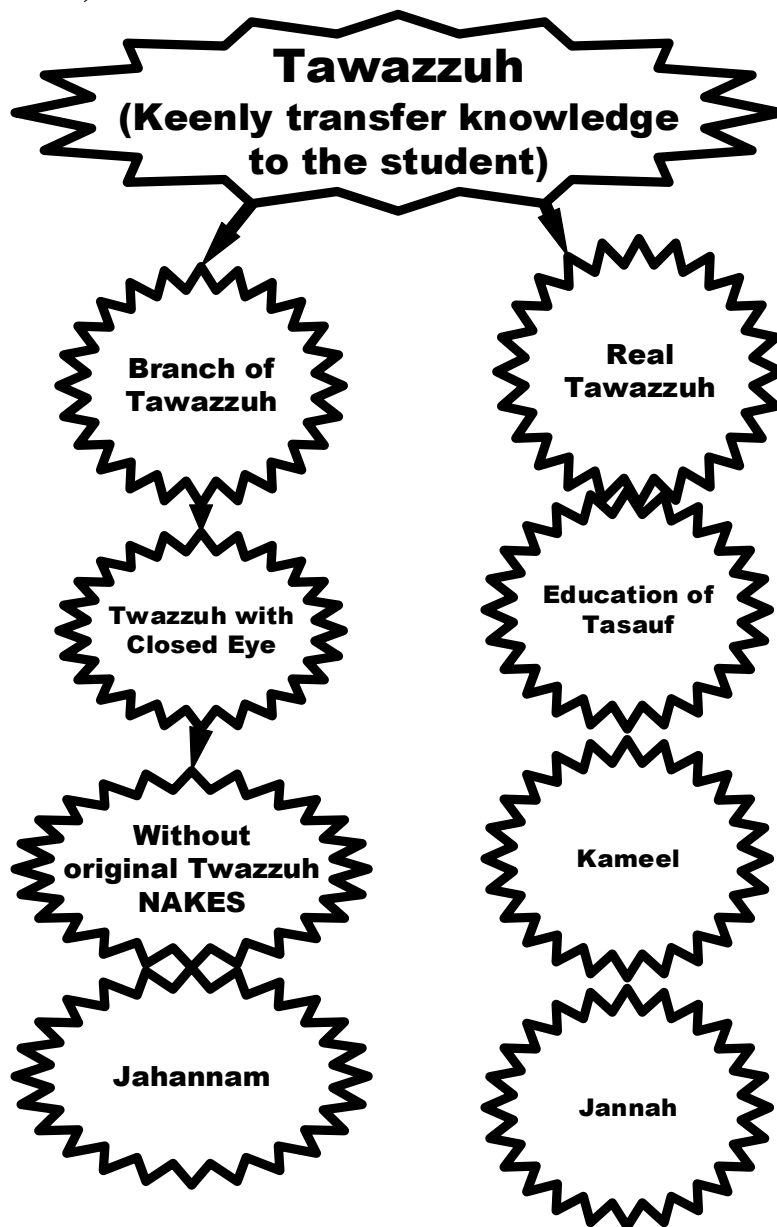 Tawazzuh
(Keenly transfer knowledge
to the student)
Branch of
Tawazzuh
Twazzuh with
Closed Eye
Without
original Twazzuh
NAKES
Jahannam
Real
Tawazzuh
Education of
Tasauf
Kameel
Jannah